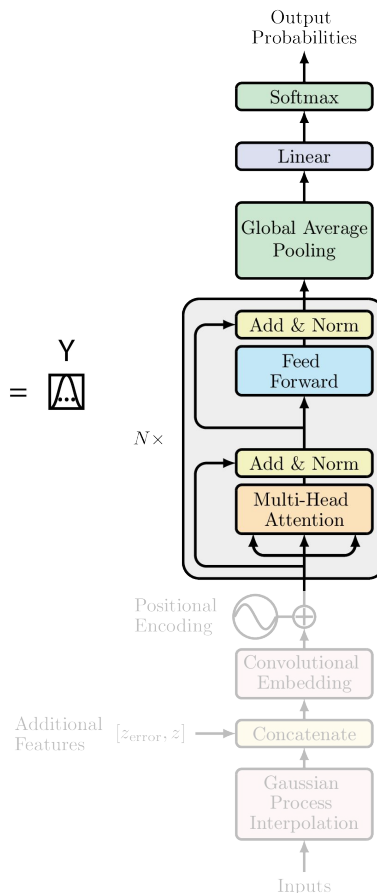 Output
Probabilities
Softmax
Linear
Global Average
Pooling
Add & Norm
Feed
Forward
Y
=
N×
Add & Norm
Multi-Head
Attention
Positional
Encoding
Convolutional
Embedding
Additional
Features
[z_error, z]
Concatenate
Gaussian
Process
Interpolation
Inputs